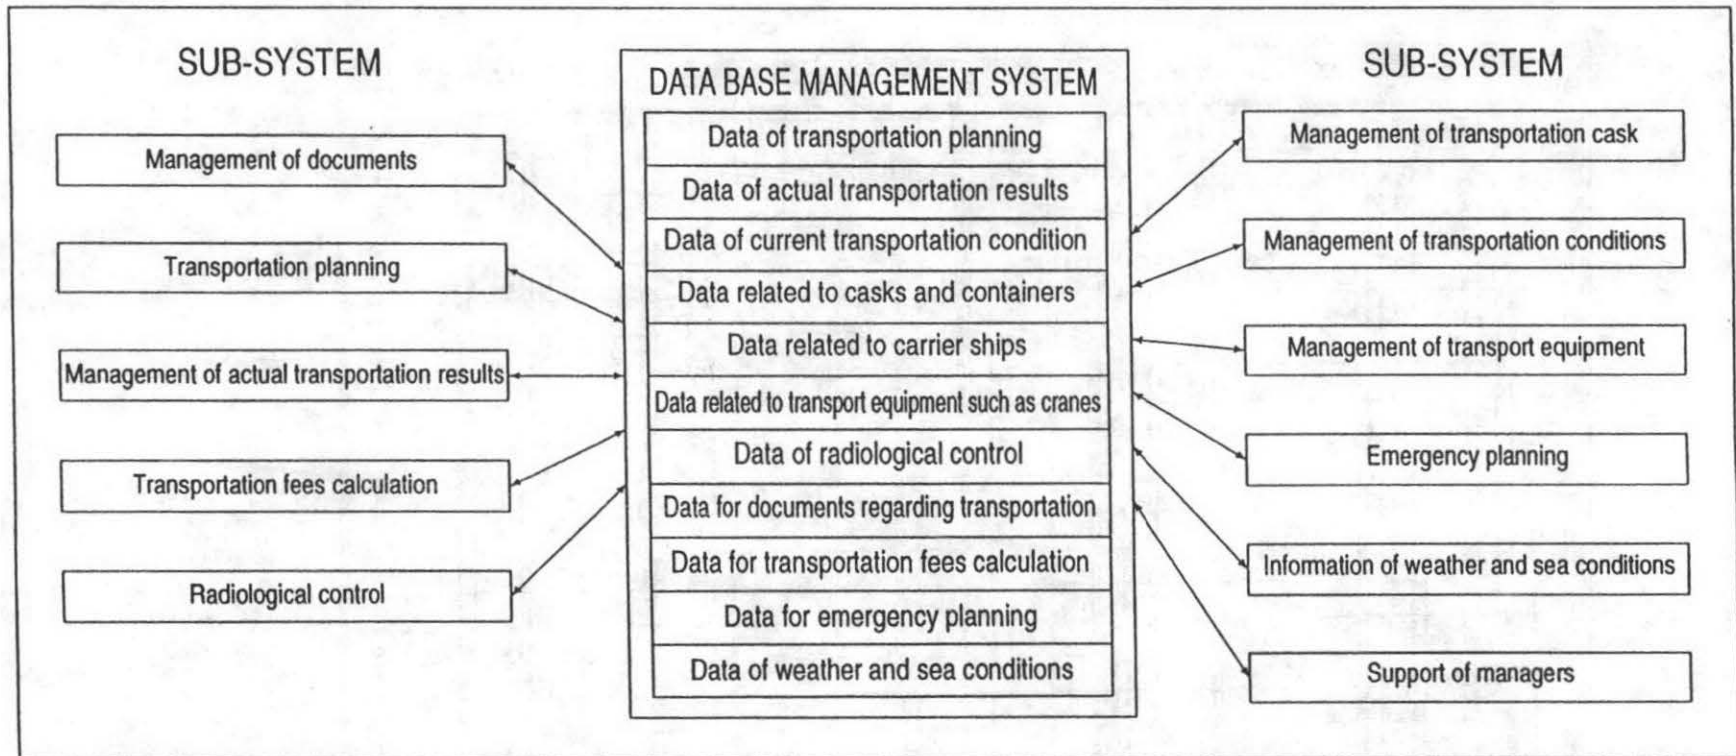 SUB-SYSTEM
Management of documents
Transportation planning
Management of actual transportation results
Transportation fees calculation
Radiological control
DATA BASE MANAGEMENT SYSTEM
Data of transportation planning
Data of actual transportation results
Data of current transportation condition
Data related to casks and containers
Data related to carrier ships
Data related to transport equipment such as cranes
Data of radiological control
Data for documents regarding transportation
Data for transportation fees calculation
Data for emergency planning
Data of weather and sea conditions
SUB-SYSTEM
Management of transportation cask
Management of transportation conditions
Management of transport equipment
Emergency planning
Information of weather and sea conditions
Support of managers